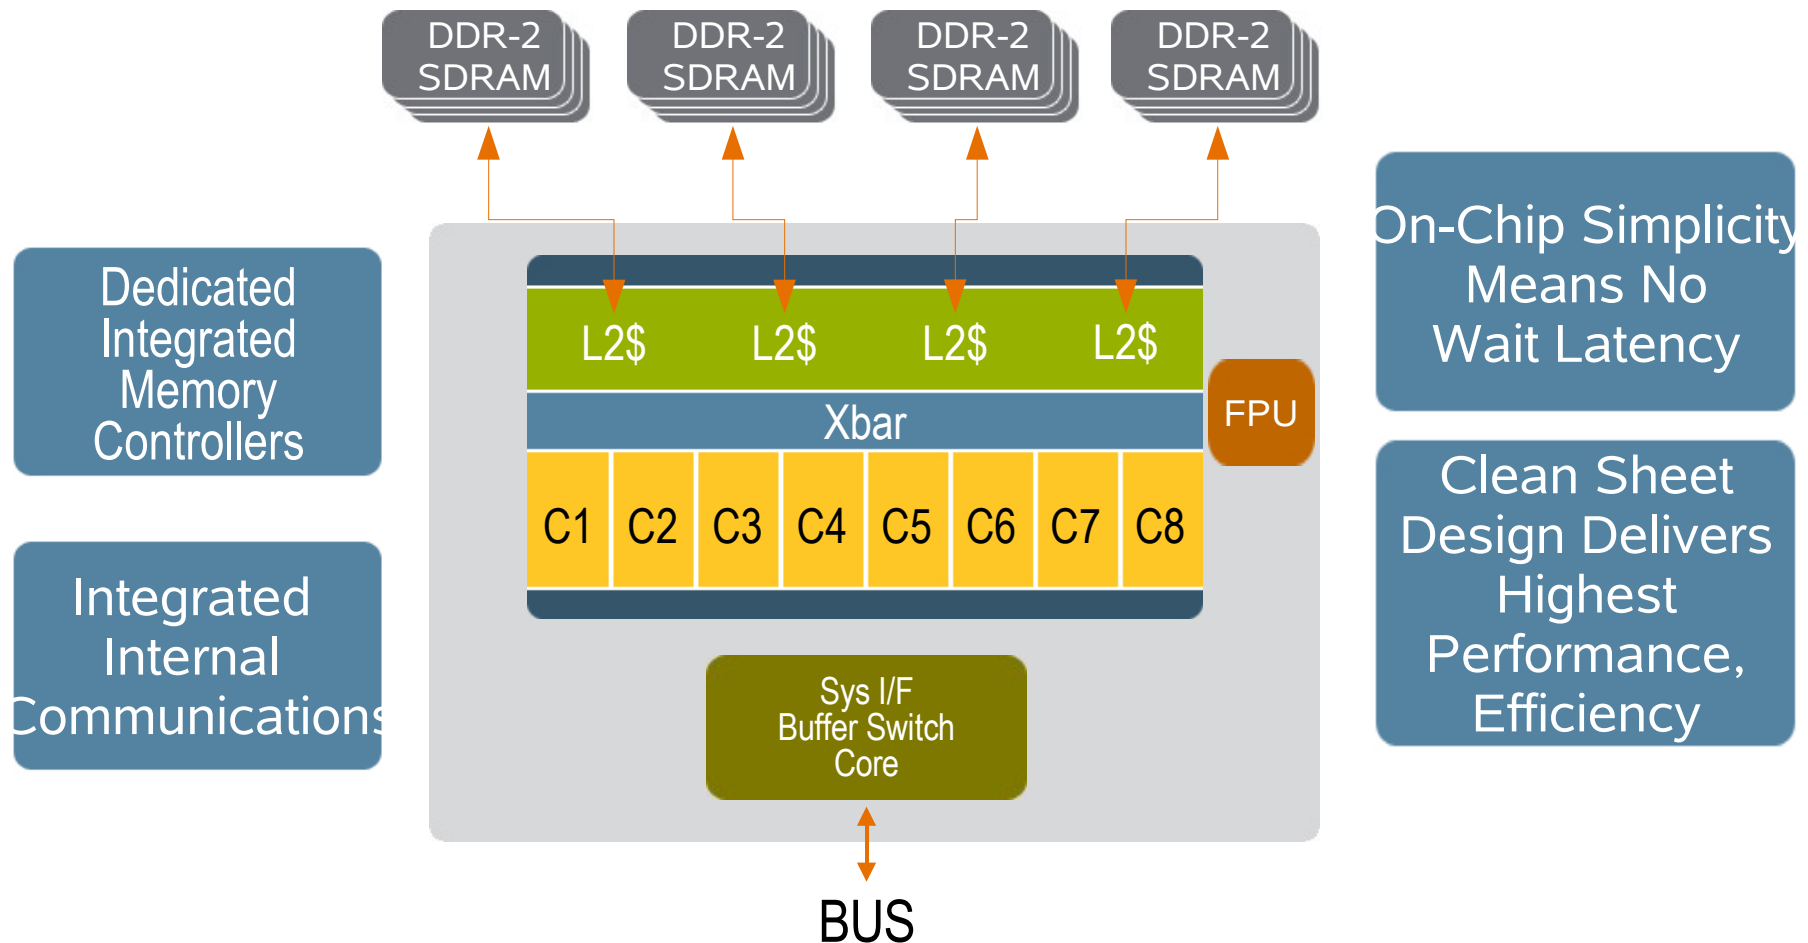 DDR-2
SDRAM
DDR-2
SDRAM
DDR-2
SDRAM
DDR-2
SDRAM
Dedicated
Integrated
Memory
Controllers
Integrated
Internal
Communications
L2$ L2$ L2$ L2$
Xbar
FPU
C1 C2 C3 C4 C5 C6 C7 C8
Sys I/F
Buffer Switch
Core
BUS
On-Chip Simplicity
Means No
Wait Latency
Clean Sheet
Design Delivers
Highest
Performance,
Efficiency